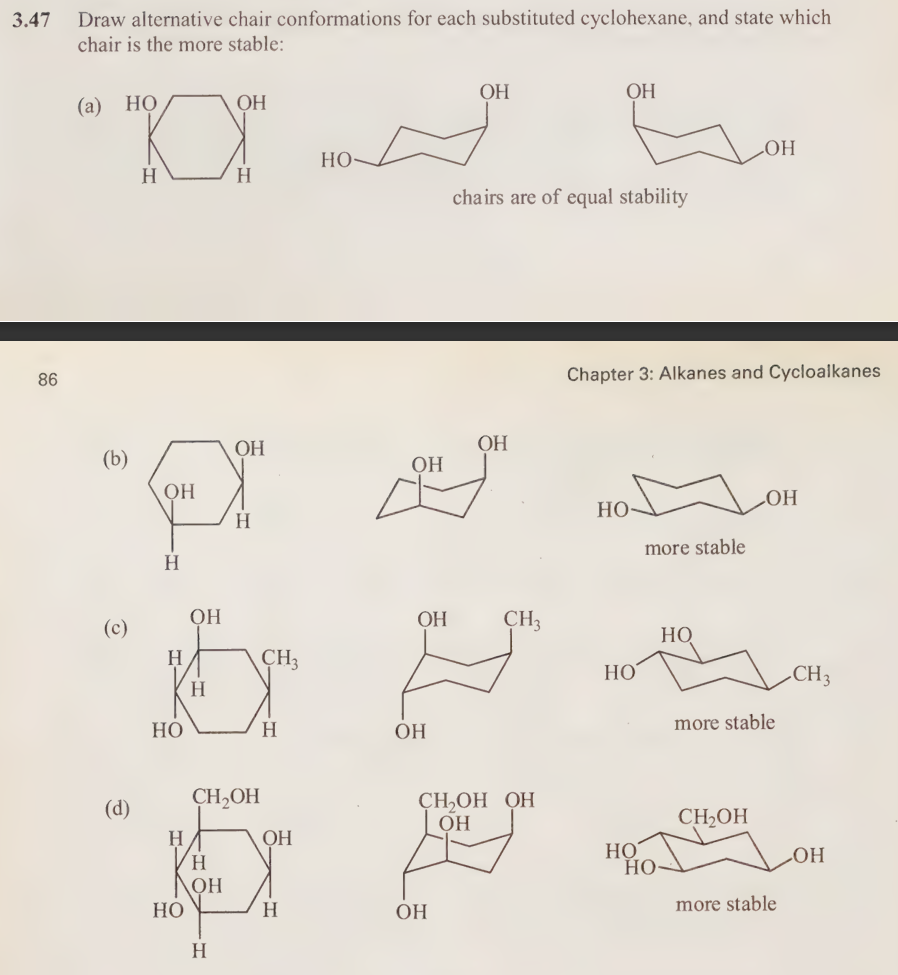 3.47 Draw alternative chair conformations for each substituted cyclohexane, and state which
chair is the more stable:
(a) HO OH OH OH
HO OH
H H
chairs are of equal stability
86 Chapter 3: Alkanes and Cycloalkanes
(b) OH OH OH
OH HO OH
H
H
more stable
(c) OH OH CH₃
H CH₃ HO
H HO CH₃
HO H OH
more stable
(d) CH₂OH CH₂OH OH
H OH OH CH₂OH
H HO OH
OH HO
HO H OH
more stable
H